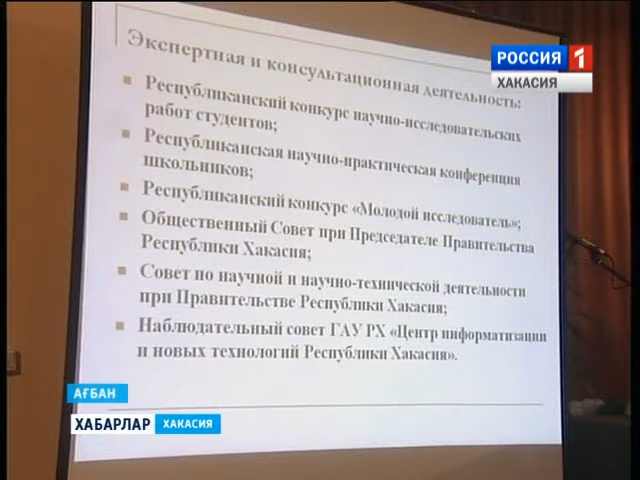 Экспертная и консультационная деятельность:
РОССИЯ 1
ХАКАСИЯ
Республиканский конкурс научно-исследовательских
работ студентов;
Республиканская научно-практическая конференция
школьников;
Республиканский конкурс «Молодой исследователь»;
Общественный Совет при Председателе Правительства
Республики Хакасия;
Совет по научной и научно-технической деятельности
при Правительстве Республики Хакасия;
Наблюдательный совет ГАУ РХ «Центр информатизации
и новых технологий Республики Хакасия».
АҒБАН
ХАБАРЛАР ХАКАСИЯ